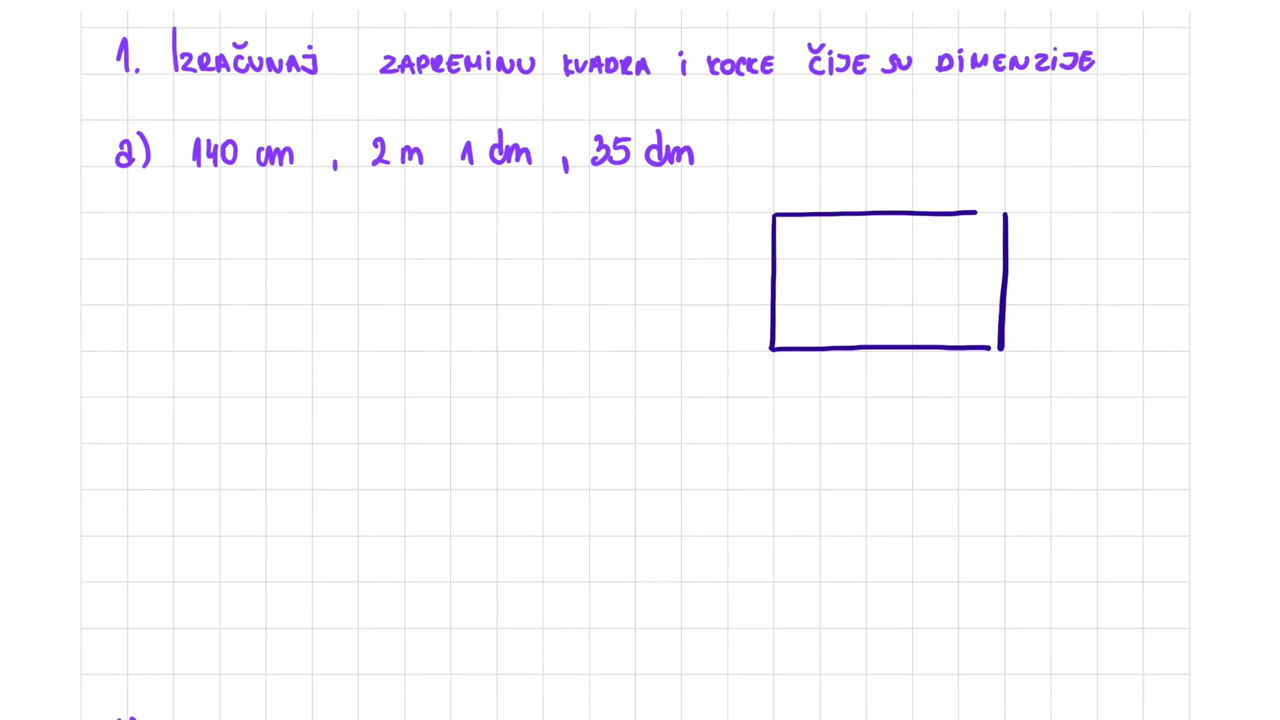 1. IZRAČUNAJ ZAPREMINU KVADRA I KOCKE ČIJE SU DIMENZIJE
a) 140 cm , 2 m 1 dm , 35 dm